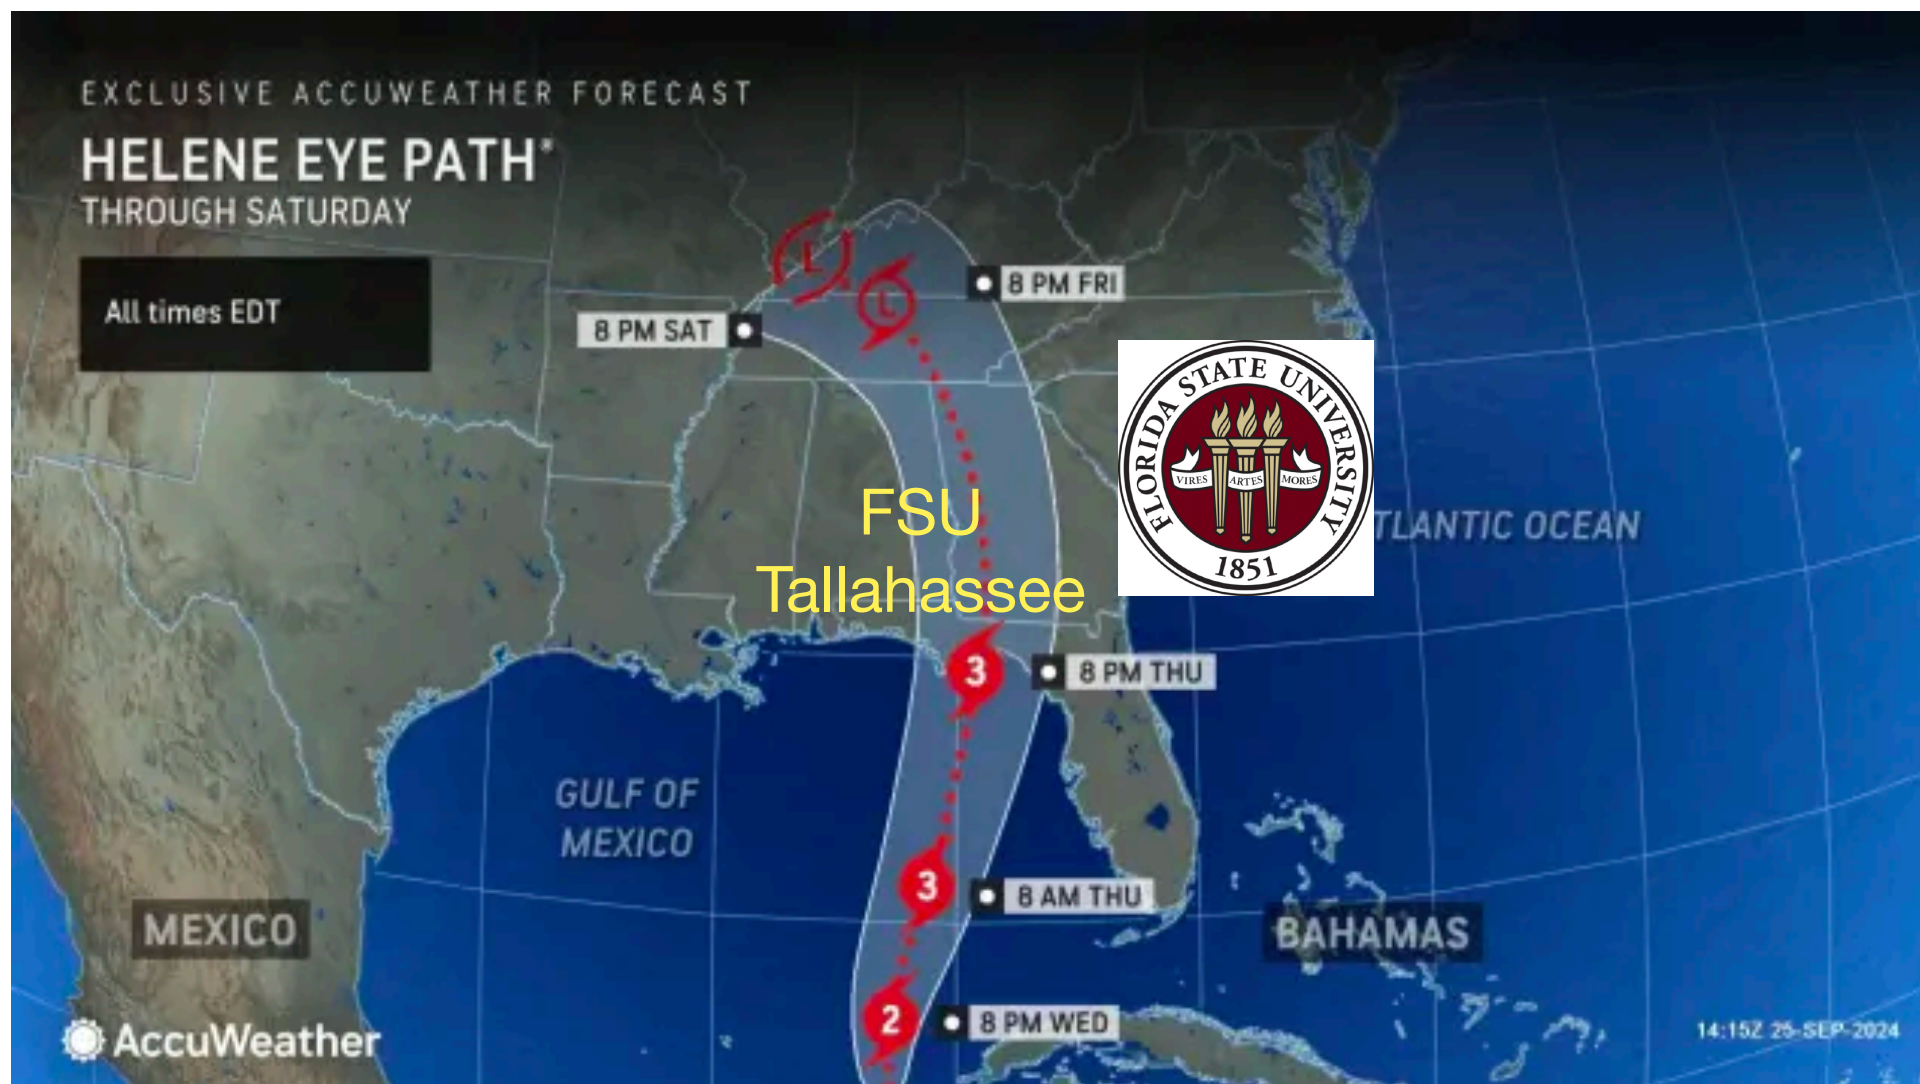 EXCLUSIVE ACCUWEATHER FORECAST
HELENE EYE PATH*
THROUGH SATURDAY
All times EDT
L
L
8 PM FRI
8 PM SAT
FLORIDA STATE UNIVERSITY
VIRES ARTES MORES
1851
FSU
Tallahassee
TLANTIC OCEAN
3
8 PM THU
GULF OF
MEXICO
3
8 AM THU
MEXICO
BAHAMAS
2
8 PM WED
AccuWeather
14:15Z 25-SEP-2024